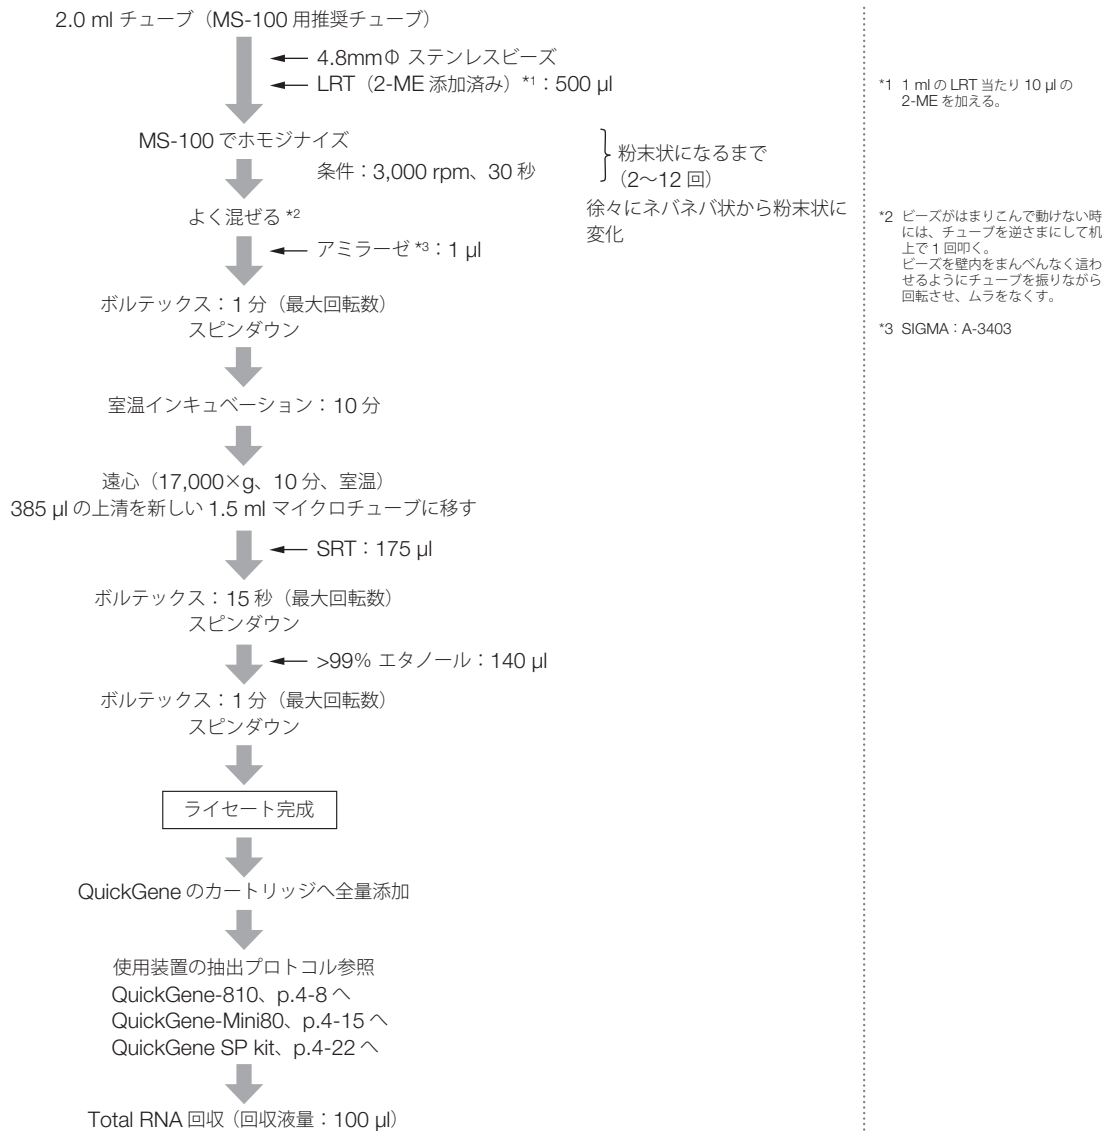 2.0 ml チューブ（MS-100 用推奨チューブ）
4.8mmΦ ステンレスビーズ
LRT（2-ME 添加済み）*1：500 µl
MS-100 でホモジナイズ
条件：3,000 rpm、30 秒
粉末状になるまで
（2〜12 回）
徐々にネバネバ状から粉末状に
変化
よく混ぜる *2
アミラーゼ *3：1 µl
ボルテックス：1 分（最大回転数）
スピンダウン
室温インキュベーション：10 分
遠心（17,000×g、10 分、室温）
385 µl の上清を新しい 1.5 ml マイクロチューブに移す
SRT：175 µl
ボルテックス：15 秒（最大回転数）
スピンダウン
>99% エタノール：140 µl
ボルテックス：1 分（最大回転数）
スピンダウン
ライセート完成
QuickGene のカートリッジへ全量添加
使用装置の抽出プロトコル参照
QuickGene-810、p.4-8 へ
QuickGene-Mini80、p.4-15 へ
QuickGene SP kit、p.4-22 へ
Total RNA 回収（回収液量：100 µl）
*1 1 ml の LRT 当たり 10 µl の
2-ME を加える。
*2 ビーズがはまりこんで動けない時
には、チューブを逆さまにして机
上で 1 回叩く。
ビーズを壁内をまんべんなく這わ
せるようにチューブを振りながら
回転させ、ムラをなくす。
*3 SIGMA：A-3403